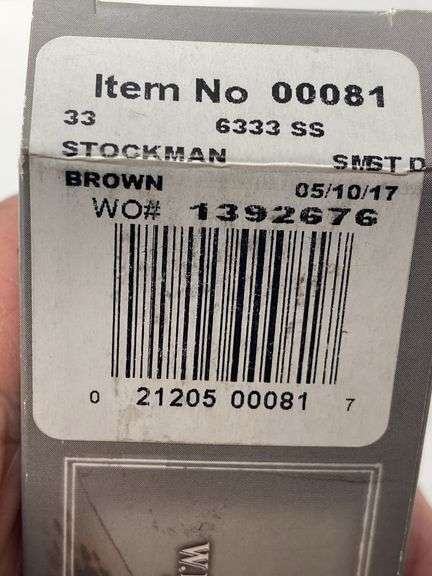 Item No 00081
33 6333 SS
STOCKMAN SMST D
BROWN 05/10/17
WO# 1392676
0 21205 00081 7
W.